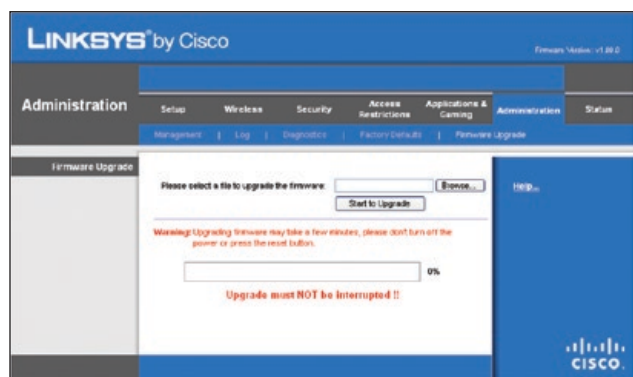 LINKSYS® by Cisco
Firmware Version: v1.00.0
Administration
Setup Wireless Security Access Restrictions Applications & Gaming Administration Status
Management | Log | Diagnostics | Factory Defaults | Firmware Upgrade
Firmware Upgrade
Please select a file to upgrade the firmware: Browse...
Start to Upgrade
Help...
Warning: Upgrading firmware may take a few minutes, please don't turn off the
power or press the reset button.
0%
Upgrade must NOT be interrupted !!
CISCO.